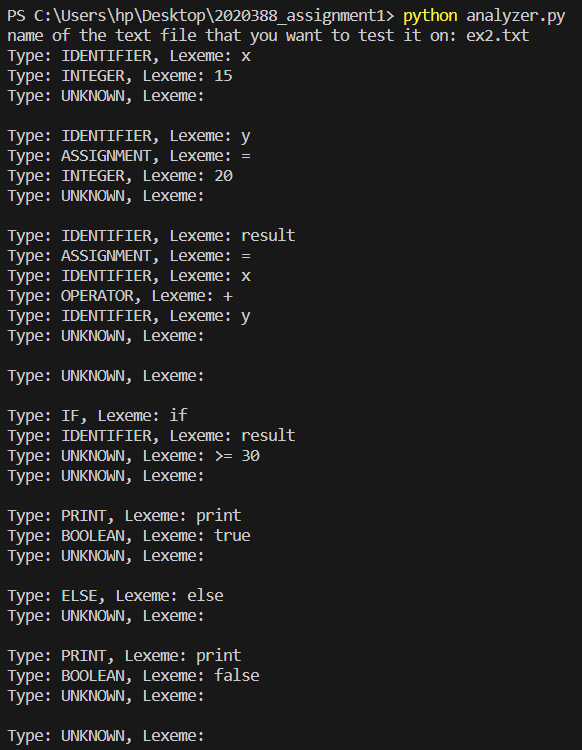 PS C:\Users\hp\Desktop\2020388_assignment1> python analyzer.py
name of the text file that you want to test it on: ex2.txt
Type: IDENTIFIER, Lexeme: x
Type: INTEGER, Lexeme: 15
Type: UNKNOWN, Lexeme:
Type: IDENTIFIER, Lexeme: y
Type: ASSIGNMENT, Lexeme: =
Type: INTEGER, Lexeme: 20
Type: UNKNOWN, Lexeme:
Type: IDENTIFIER, Lexeme: result
Type: ASSIGNMENT, Lexeme: =
Type: IDENTIFIER, Lexeme: x
Type: OPERATOR, Lexeme: +
Type: IDENTIFIER, Lexeme: y
Type: UNKNOWN, Lexeme:
Type: UNKNOWN, Lexeme:
Type: IF, Lexeme: if
Type: IDENTIFIER, Lexeme: result
Type: UNKNOWN, Lexeme: >= 30
Type: UNKNOWN, Lexeme:
Type: PRINT, Lexeme: print
Type: BOOLEAN, Lexeme: true
Type: UNKNOWN, Lexeme:
Type: ELSE, Lexeme: else
Type: UNKNOWN, Lexeme:
Type: PRINT, Lexeme: print
Type: BOOLEAN, Lexeme: false
Type: UNKNOWN, Lexeme:
Type: UNKNOWN, Lexeme: